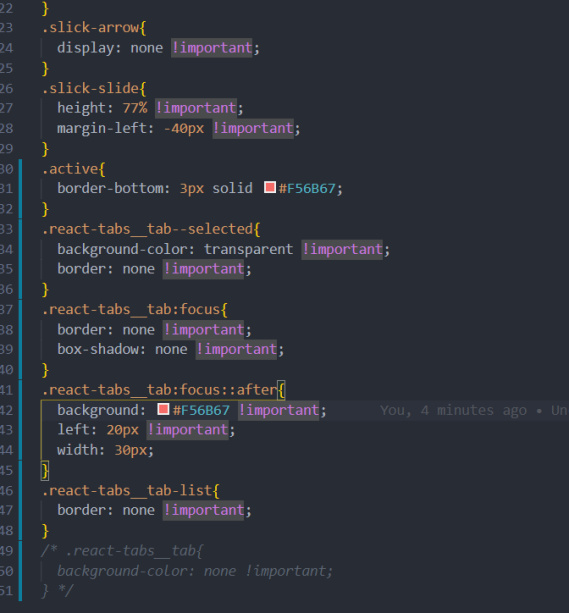 22 }
23 .slick-arrow{
24 display: none !important;
25 }
26 .slick-slide{
27 height: 77% !important;
28 margin-left: -40px !important;
29 }
30 .active{
31 border-bottom: 3px solid #F56B67;
32 }
33 .react-tabs__tab--selected{
34 background-color: transparent !important;
35 border: none !important;
36 }
37 .react-tabs__tab:focus{
38 border: none !important;
39 box-shadow: none !important;
40 }
41 .react-tabs__tab:focus::after{
42 background: #F56B67 !important; You, 4 minutes ago • Un
43 left: 20px !important;
44 width: 30px;
45 }
46 .react-tabs__tab-list{
47 border: none !important;
48 }
49 /* .react-tabs__tab{
50 background-color: none !important;
51 } */